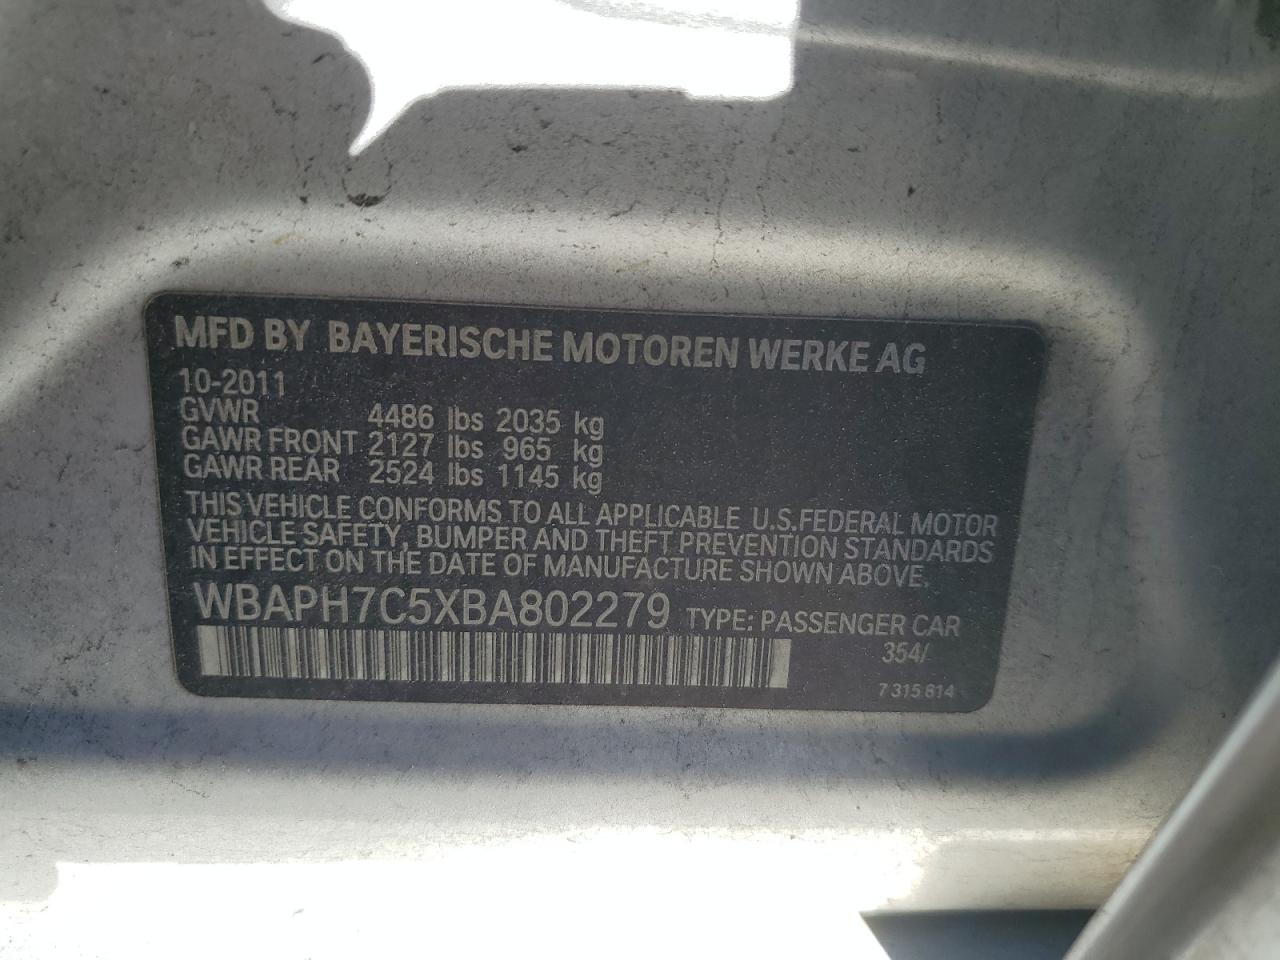 MFD BY BAYERISCHE MOTOREN WERKE AG
10-2011
GVWR 4486 lbs 2035 kg
GAWR FRONT 2127 lbs 965 kg
GAWR REAR 2524 lbs 1145 kg
THIS VEHICLE CONFORMS TO ALL APPLICABLE U.S.FEDERAL MOTOR
VEHICLE SAFETY, BUMPER AND THEFT PREVENTION STANDARDS
IN EFFECT ON THE DATE OF MANUFACTURE SHOWN ABOVE.
WBAPH7C5XBA802279 TYPE: PASSENGER CAR
354/
7 315 814